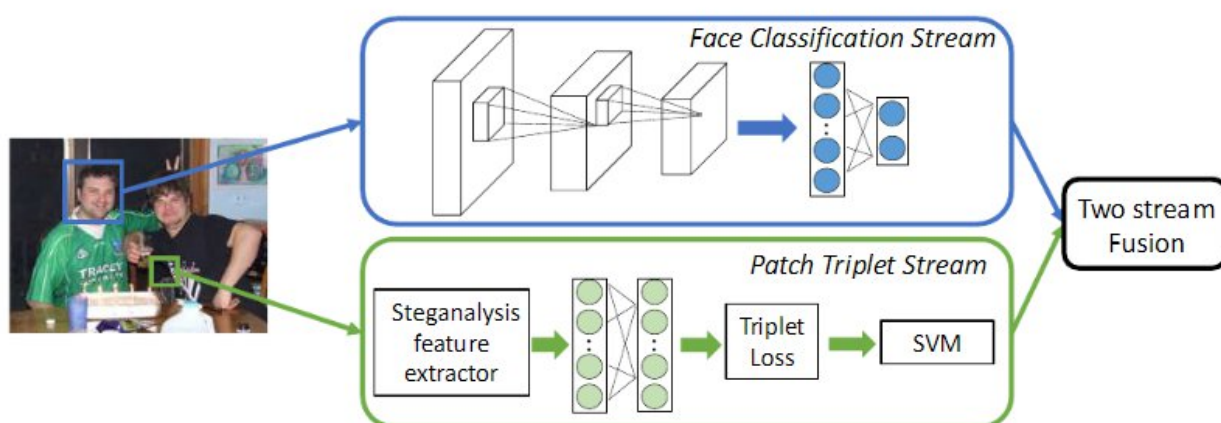 Face Classification Stream
Two stream
Fusion
Patch Triplet Stream
Steganalysis
feature
extractor
Triplet
Loss
SVM
TRACEY